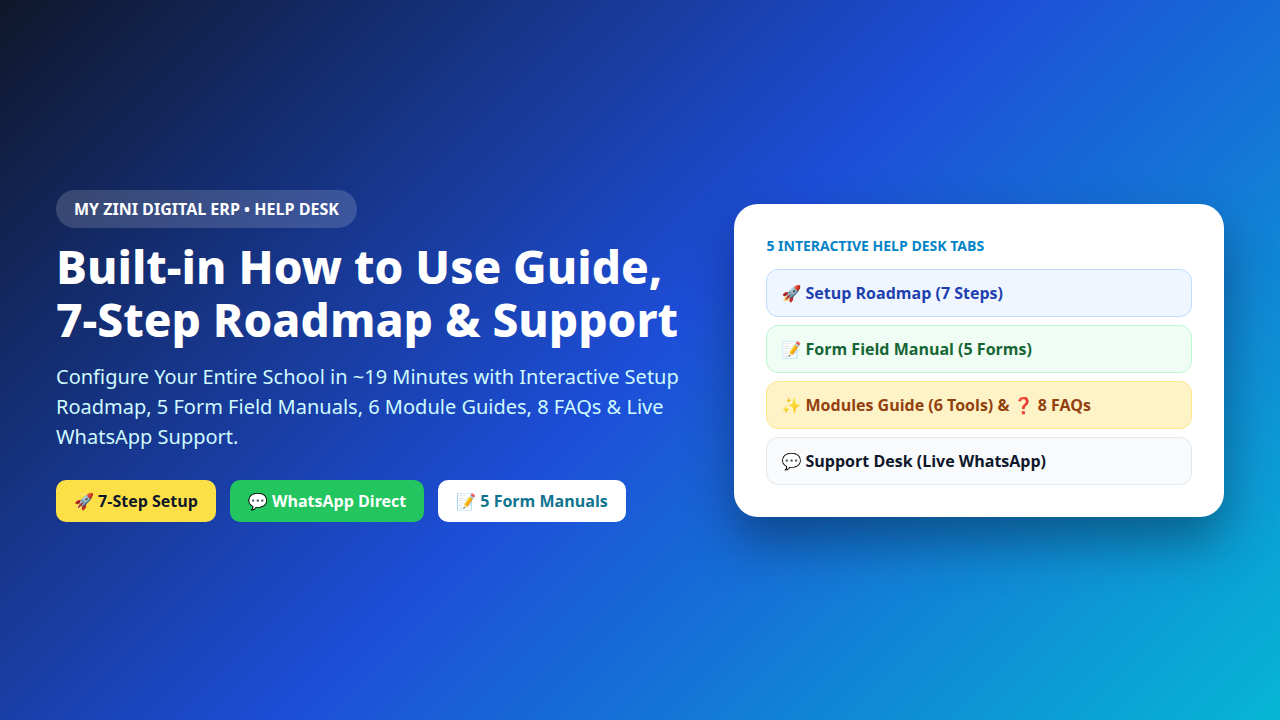 MY ZINI DIGITAL ERP • HELP DESK
Built-in How to Use Guide,
7-Step Roadmap & Support
Configure Your Entire School in ~19 Minutes with Interactive Setup
Roadmap, 5 Form Field Manuals, 6 Module Guides, 8 FAQs & Live
WhatsApp Support.
🚀 7-Step Setup
💬 WhatsApp Direct
📝 5 Form Manuals
5 INTERACTIVE HELP DESK TABS
🚀 Setup Roadmap (7 Steps)
📝 Form Field Manual (5 Forms)
✨ Modules Guide (6 Tools) & ❓ 8 FAQs
💬 Support Desk (Live WhatsApp)